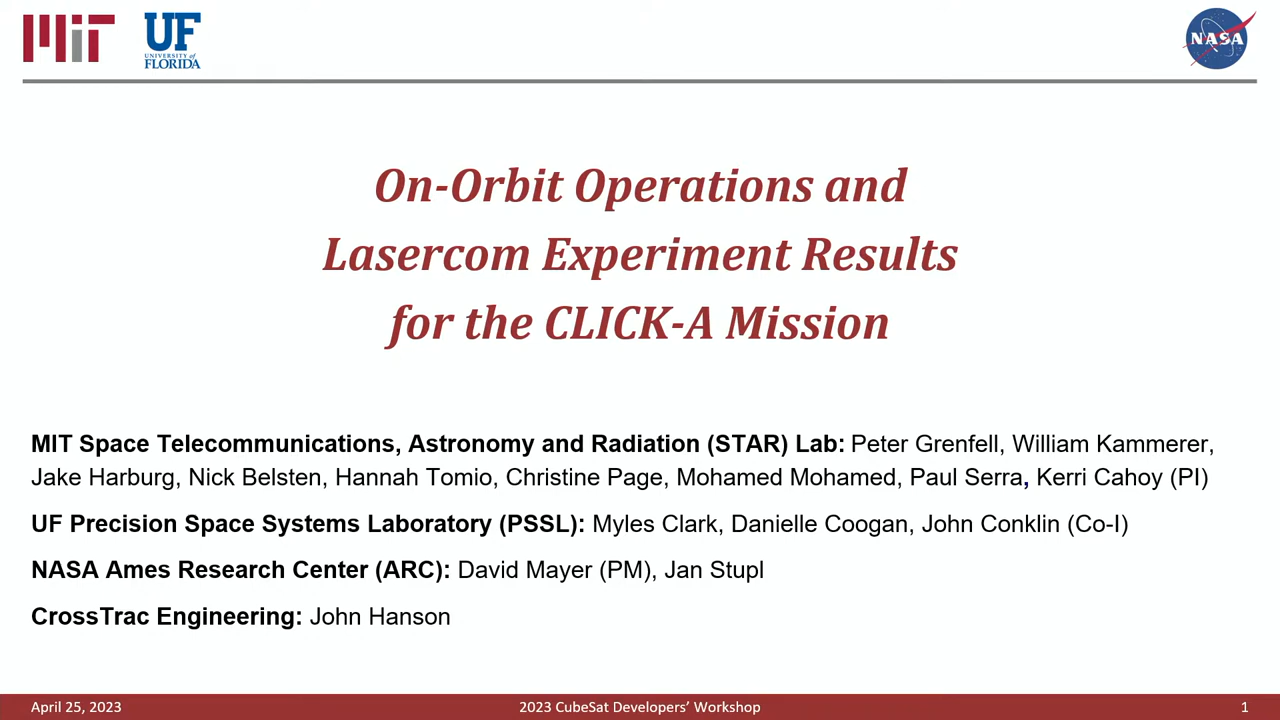 MIT
UF
UNIVERSITY of
FLORIDA
NASA
On-Orbit Operations and
Lasercom Experiment Results
for the CLICK-A Mission
MIT Space Telecommunications, Astronomy and Radiation (STAR) Lab: Peter Grenfell, William Kammerer,
Jake Harburg, Nick Belsten, Hannah Tomio, Christine Page, Mohamed Mohamed, Paul Serra, Kerri Cahoy (PI)
UF Precision Space Systems Laboratory (PSSL): Myles Clark, Danielle Coogan, John Conklin (Co-I)
NASA Ames Research Center (ARC): David Mayer (PM), Jan Stupl
CrossTrac Engineering: John Hanson
April 25, 2023
2023 CubeSat Developers’ Workshop
1